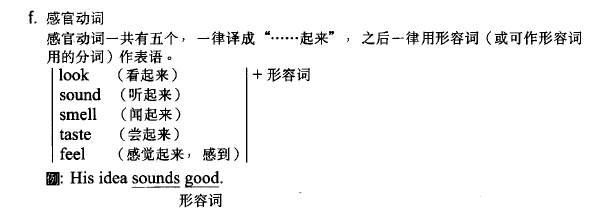 f. 感官动词
感官动词一共有五个，一律译成“……起来”，之后一律用形容词（或可作形容词
用的分词）作表语。
look （看起来） + 形容词
sound （听起来）
smell （闻起来）
taste （尝起来）
feel （感觉起来，感到）
例: His idea sounds good.
形容词